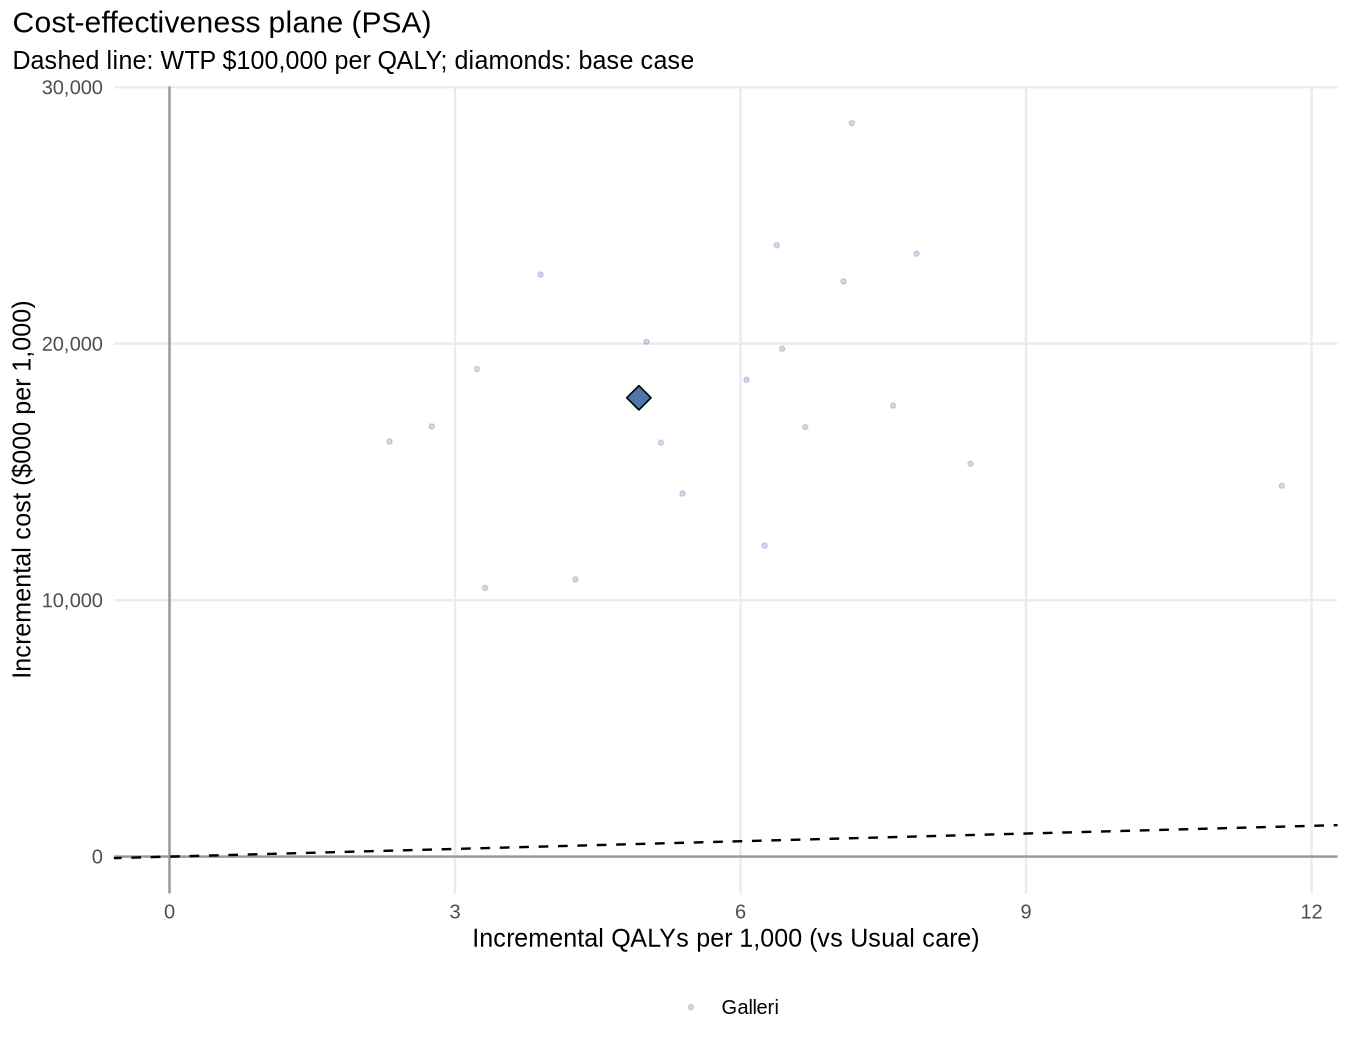 Cost-effectiveness plane (PSA)
Dashed line: WTP $100,000 per QALY; diamonds: base case
30,000
20,000
10,000
0
Incremental cost ($000 per 1,000)
0
3
6
9
12
Incremental QALYs per 1,000 (vs Usual care)
Galleri